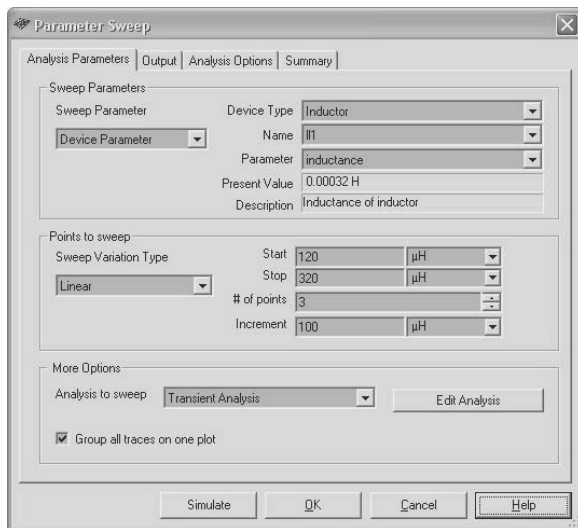 Parameter Sweep
Analysis Parameters Output Analysis Options Summary
Sweep Parameters
Sweep Parameter
Device Parameter
Device Type Inductor
Name ll1
Parameter inductance
Present Value 0.00032 H
Description Inductance of inductor
Points to sweep
Sweep Variation Type
Linear
Start 120 µH
Stop 320 µH
# of points 3
Increment 100 µH
More Options
Analysis to sweep Transient Analysis Edit Analysis
Group all traces on one plot
Simulate OK Cancel Help